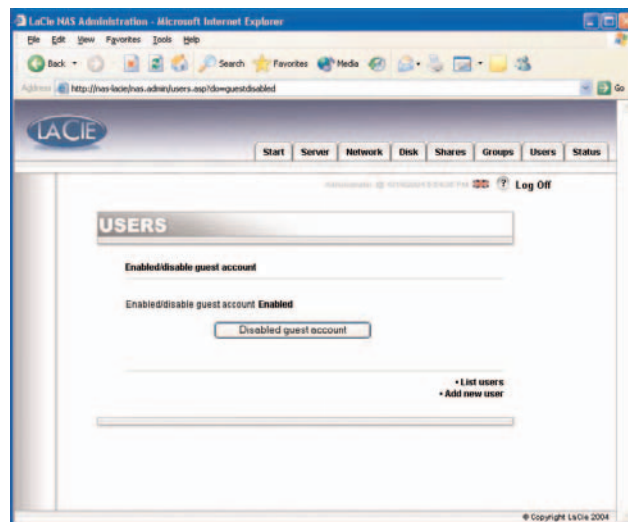 LaCie NAS Administration - Microsoft Internet Explorer
File Edit View Favorites Tools Help
Back Search Favorites Media
Address http://nas-lacie/nas.admin/users.asp?do=guestdisabled Go
LACIE
Start Server Network Disk Shares Groups Users Status
? Log Off
USERS
Enabled/disable guest account
Enabled/disable guest account Enabled
Disabled guest account
• List users
• Add new user
© Copyright LaCie 2004